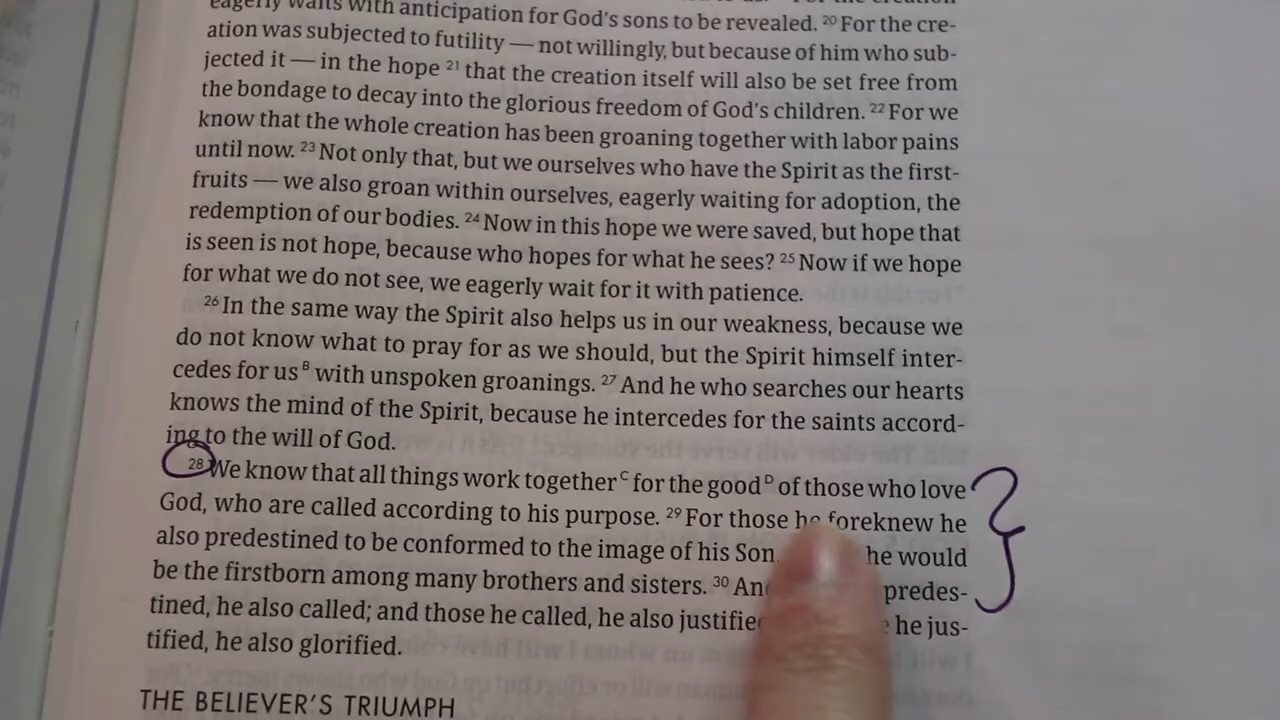 eagerly waits with anticipation for God's sons to be revealed. 20 For the cre-
ation was subjected to futility — not willingly, but because of him who sub-
jected it — in the hope 21 that the creation itself will also be set free from
the bondage to decay into the glorious freedom of God's children. 22 For we
know that the whole creation has been groaning together with labor pains
until now. 23 Not only that, but we ourselves who have the Spirit as the first-
fruits — we also groan within ourselves, eagerly waiting for adoption, the
redemption of our bodies. 24 Now in this hope we were saved, but hope that
is seen is not hope, because who hopes for what he sees? 25 Now if we hope
for what we do not see, we eagerly wait for it with patience.
26 In the same way the Spirit also helps us in our weakness, because we
do not know what to pray for as we should, but the Spirit himself inter-
cedes for us B with unspoken groanings. 27 And he who searches our hearts
knows the mind of the Spirit, because he intercedes for the saints accord-
ing to the will of God.
28 We know that all things work together C for the good D of those who love
God, who are called according to his purpose. 29 For those he foreknew he
also predestined to be conformed to the image of his Son he would
be the firstborn among many brothers and sisters. 30 predes-
tined, he also called; and those he called, he also he jus-
tified, he also glorified.
THE BELIEVER'S TRIUMPH